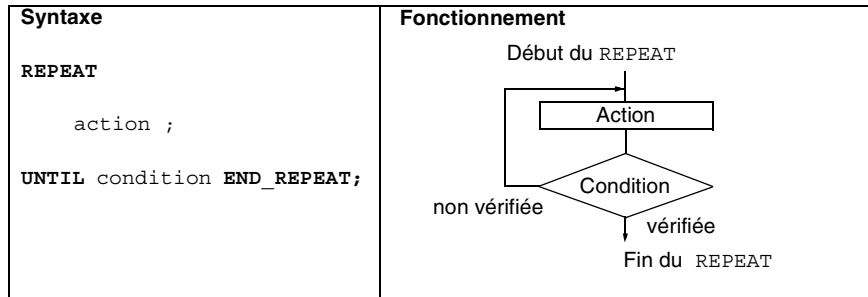 Syntaxe
REPEAT
action ;
UNTIL condition END_REPEAT;
Fonctionnement
Début du REPEAT
Action
Condition
non vérifiée
vérifiée
Fin du REPEAT